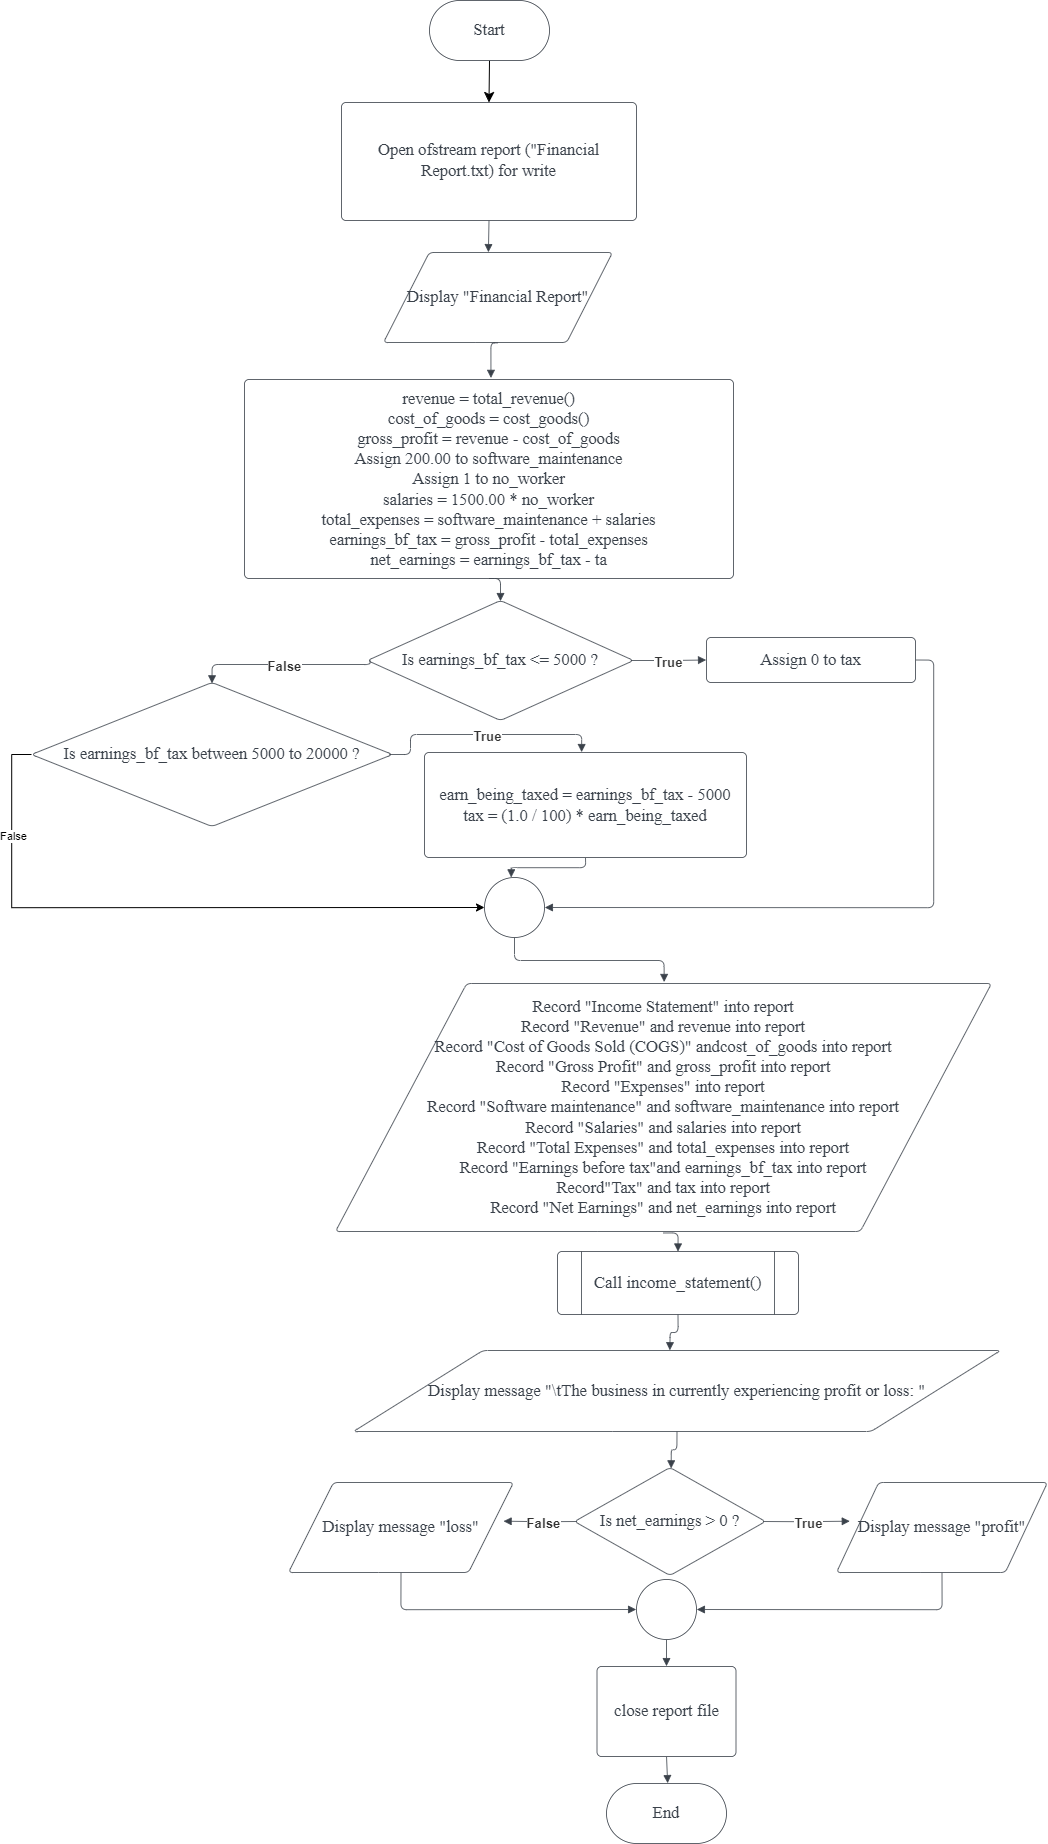 Start
Open ofstream report ("Financial
Report.txt) for write
Display "Financial Report"
revenue = total_revenue()
cost_of_goods = cost_goods()
gross_profit = revenue - cost_of_goods
Assign 200.00 to software_maintenance
Assign 1 to no_worker
salaries = 1500.00 * no_worker
total_expenses = software_maintenance + salaries
earnings_bf_tax = gross_profit - total_expenses
net_earnings = earnings_bf_tax - ta
Is earnings_bf_tax <= 5000 ?
True
Assign 0 to tax
False
Is earnings_bf_tax between 5000 to 20000 ?
True
earn_being_taxed = earnings_bf_tax - 5000
tax = (1.0 / 100) * earn_being_taxed
False
Record "Income Statement" into report
Record "Revenue" and revenue into report
Record "Cost of Goods Sold (COGS)" andcost_of_goods into report
Record "Gross Profit" and gross_profit into report
Record "Expenses" into report
Record "Software maintenance" and software_maintenance into report
Record "Salaries" and salaries into report
Record "Total Expenses" and total_expenses into report
Record "Earnings before tax"and earnings_bf_tax into report
Record"Tax" and tax into report
Record "Net Earnings" and net_earnings into report
Call income_statement()
Display message "\tThe business in currently experiencing profit or loss: "
Is net_earnings > 0 ?
False
True
Display message "loss"
Display message "profit"
close report file
End